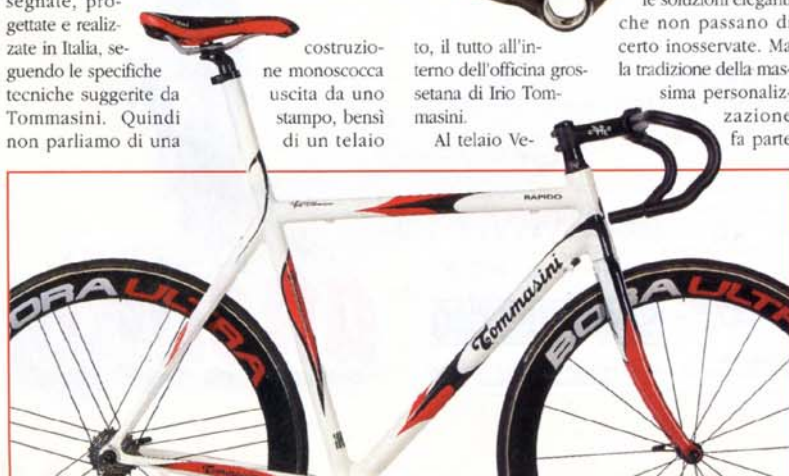 segnate, pro-
gettate e realiz-
zate in Italia, se-
guendo le specifiche
tecniche suggerite da
Tommasini. Quindi
non parliamo di una
costruzio-
ne monoscocca
uscita da uno
stampo, bensì
di un telaio
to, il tutto all'in-
terno dell'officina gros-
setana di Irio Tom-
masini.
Al telaio Ve-
le soluzioni eleganti
che non passano di
certo inosservate. Ma
la tradizione della mas-
sima personaliz-
zazione
fa parte
RAPIDO
Tommasini
BORA ULTRA
BORA ULTRA
Tommasini